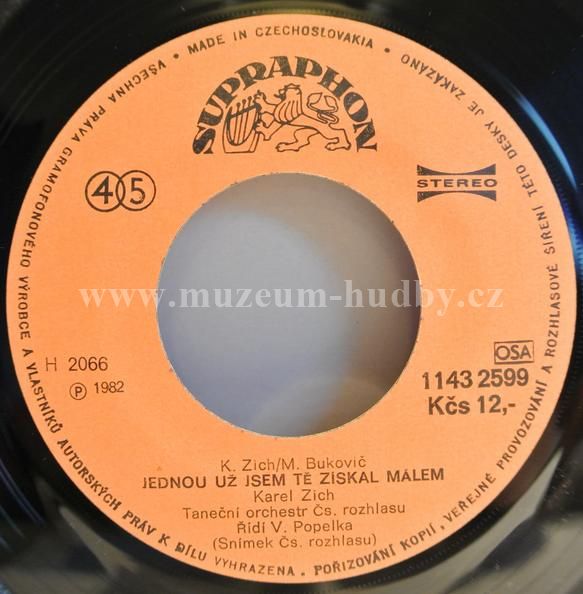 VŠECHNA PRÁVA GRAMOFONOVÉHO VÝROBCE A VLASTNÍKŮ AUTORSKÝCH PRÁV K DÍLU VYHRAZENA. POŘIZOVÁNÍ KOPIÍ, VEŘEJNÉ PROVOZOVÁNÍ A ROZHLASOVÉ ŠÍŘENÍ TÉTO DESKY JE ZAKÁZÁNO
• MADE IN CZECHOSLOVAKIA •
SUPRAPHON
45
STEREO
www.muzeum-hudby.cz
H 2066
℗ 1982
OSA
1143 2599
Kčs 12,-
K. Zich/M. Bukovič
JEDNOU UŽ JSEM TĚ ZÍSKAL MÁLEM
Karel Zich
Taneční orchestr Čs. rozhlasu
Řídí V. Popelka
(Snímek Čs. rozhlasu)